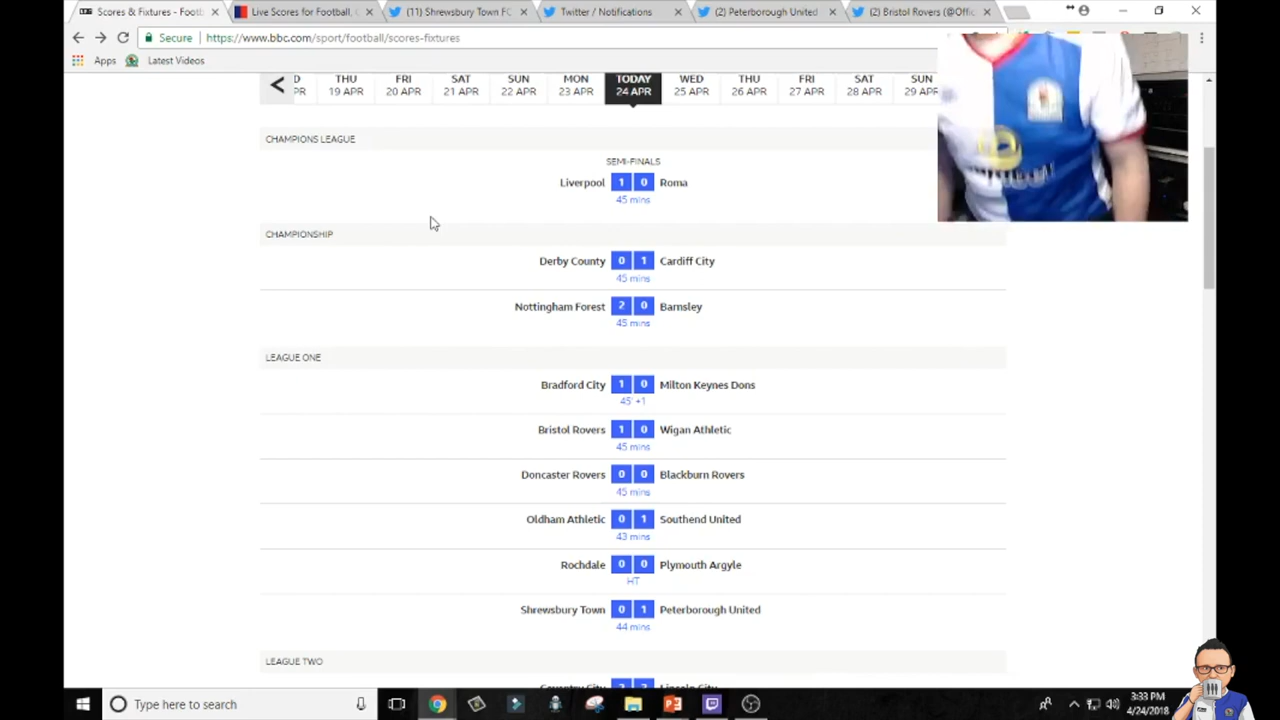 Scores & Fixtures - Footb
Live Scores for Football, C
(11) Shrewsbury Town F
Twitter / Notifications
(2) Peterborough United
(2) Bristol Rovers (@Offic
Secure
https://www.bbc.com/sport/football/scores-fixtures
Apps
Latest Videos
THU
19 APR
FRI
20 APR
SAT
21 APR
SUN
22 APR
MON
23 APR
TODAY
24 APR
WED
25 APR
THU
26 APR
FRI
27 APR
SAT
28 APR
SUN
29 APR
CHAMPIONS LEAGUE
SEMI-FINALS
Liverpool 1 0 Roma
45 mins
CHAMPIONSHIP
Derby County 0 1 Cardiff City
45 mins
Nottingham Forest 2 0 Barnsley
45 mins
LEAGUE ONE
Bradford City 1 0 Milton Keynes Dons
45' +1
Bristol Rovers 1 0 Wigan Athletic
45 mins
Doncaster Rovers 0 0 Blackburn Rovers
45 mins
Oldham Athletic 0 1 Southend United
43 mins
Rochdale 0 0 Plymouth Argyle
HT
Shrewsbury Town 0 1 Peterborough United
44 mins
LEAGUE TWO
Coventry City Lincoln City
Type here to search
3:33 PM
4/24/2018